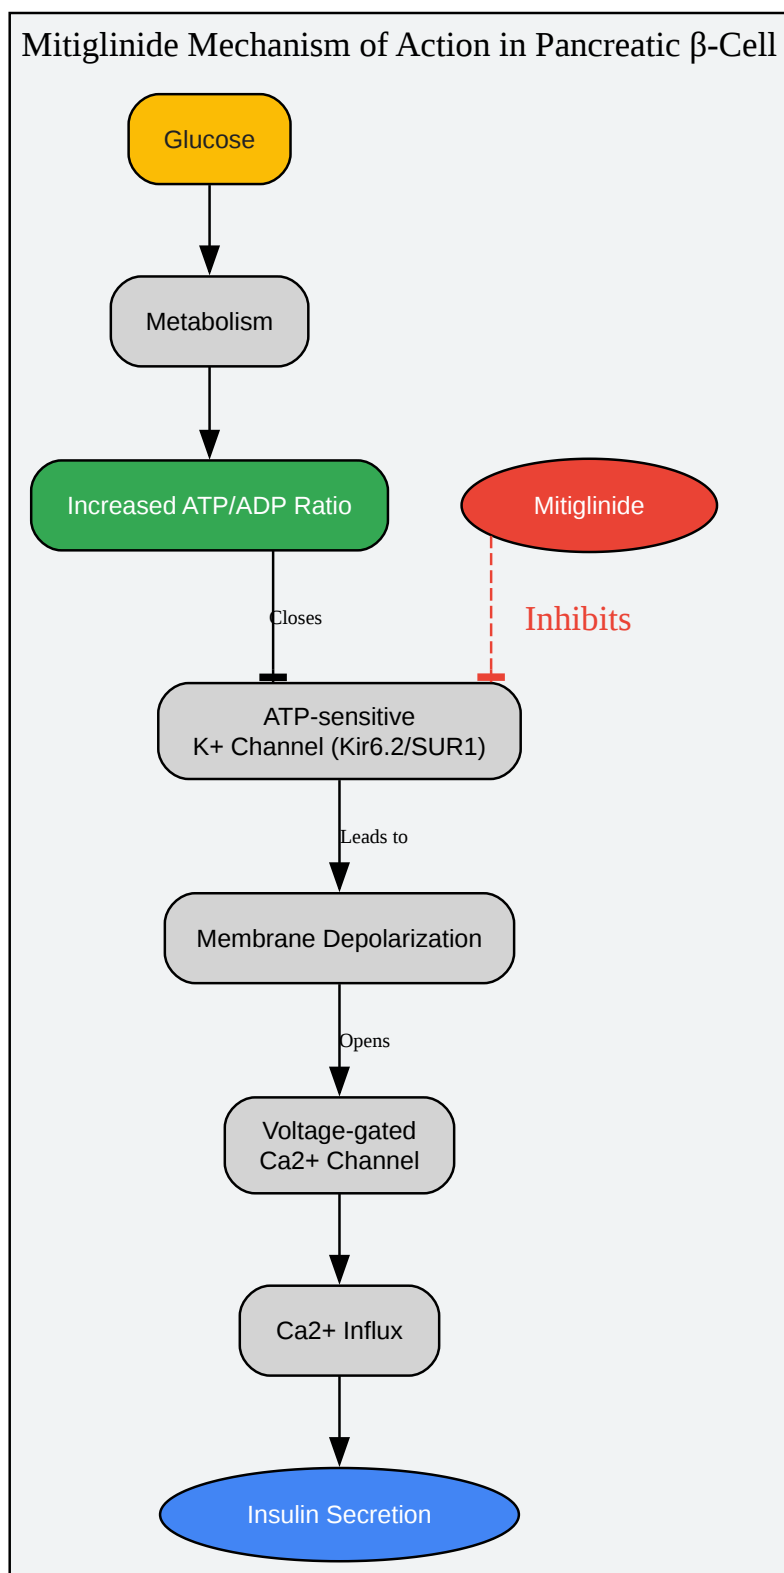 Mitiglinide Mechanism of Action in Pancreatic β-Cell
Glucose
Metabolism
Increased ATP/ADP Ratio
Mitiglinide
Closes
Inhibits
ATP-sensitive
K+ Channel (Kir6.2/SUR1)
Leads to
Membrane Depolarization
Opens
Voltage-gated
Ca2+ Channel
Ca2+ Influx
Insulin Secretion